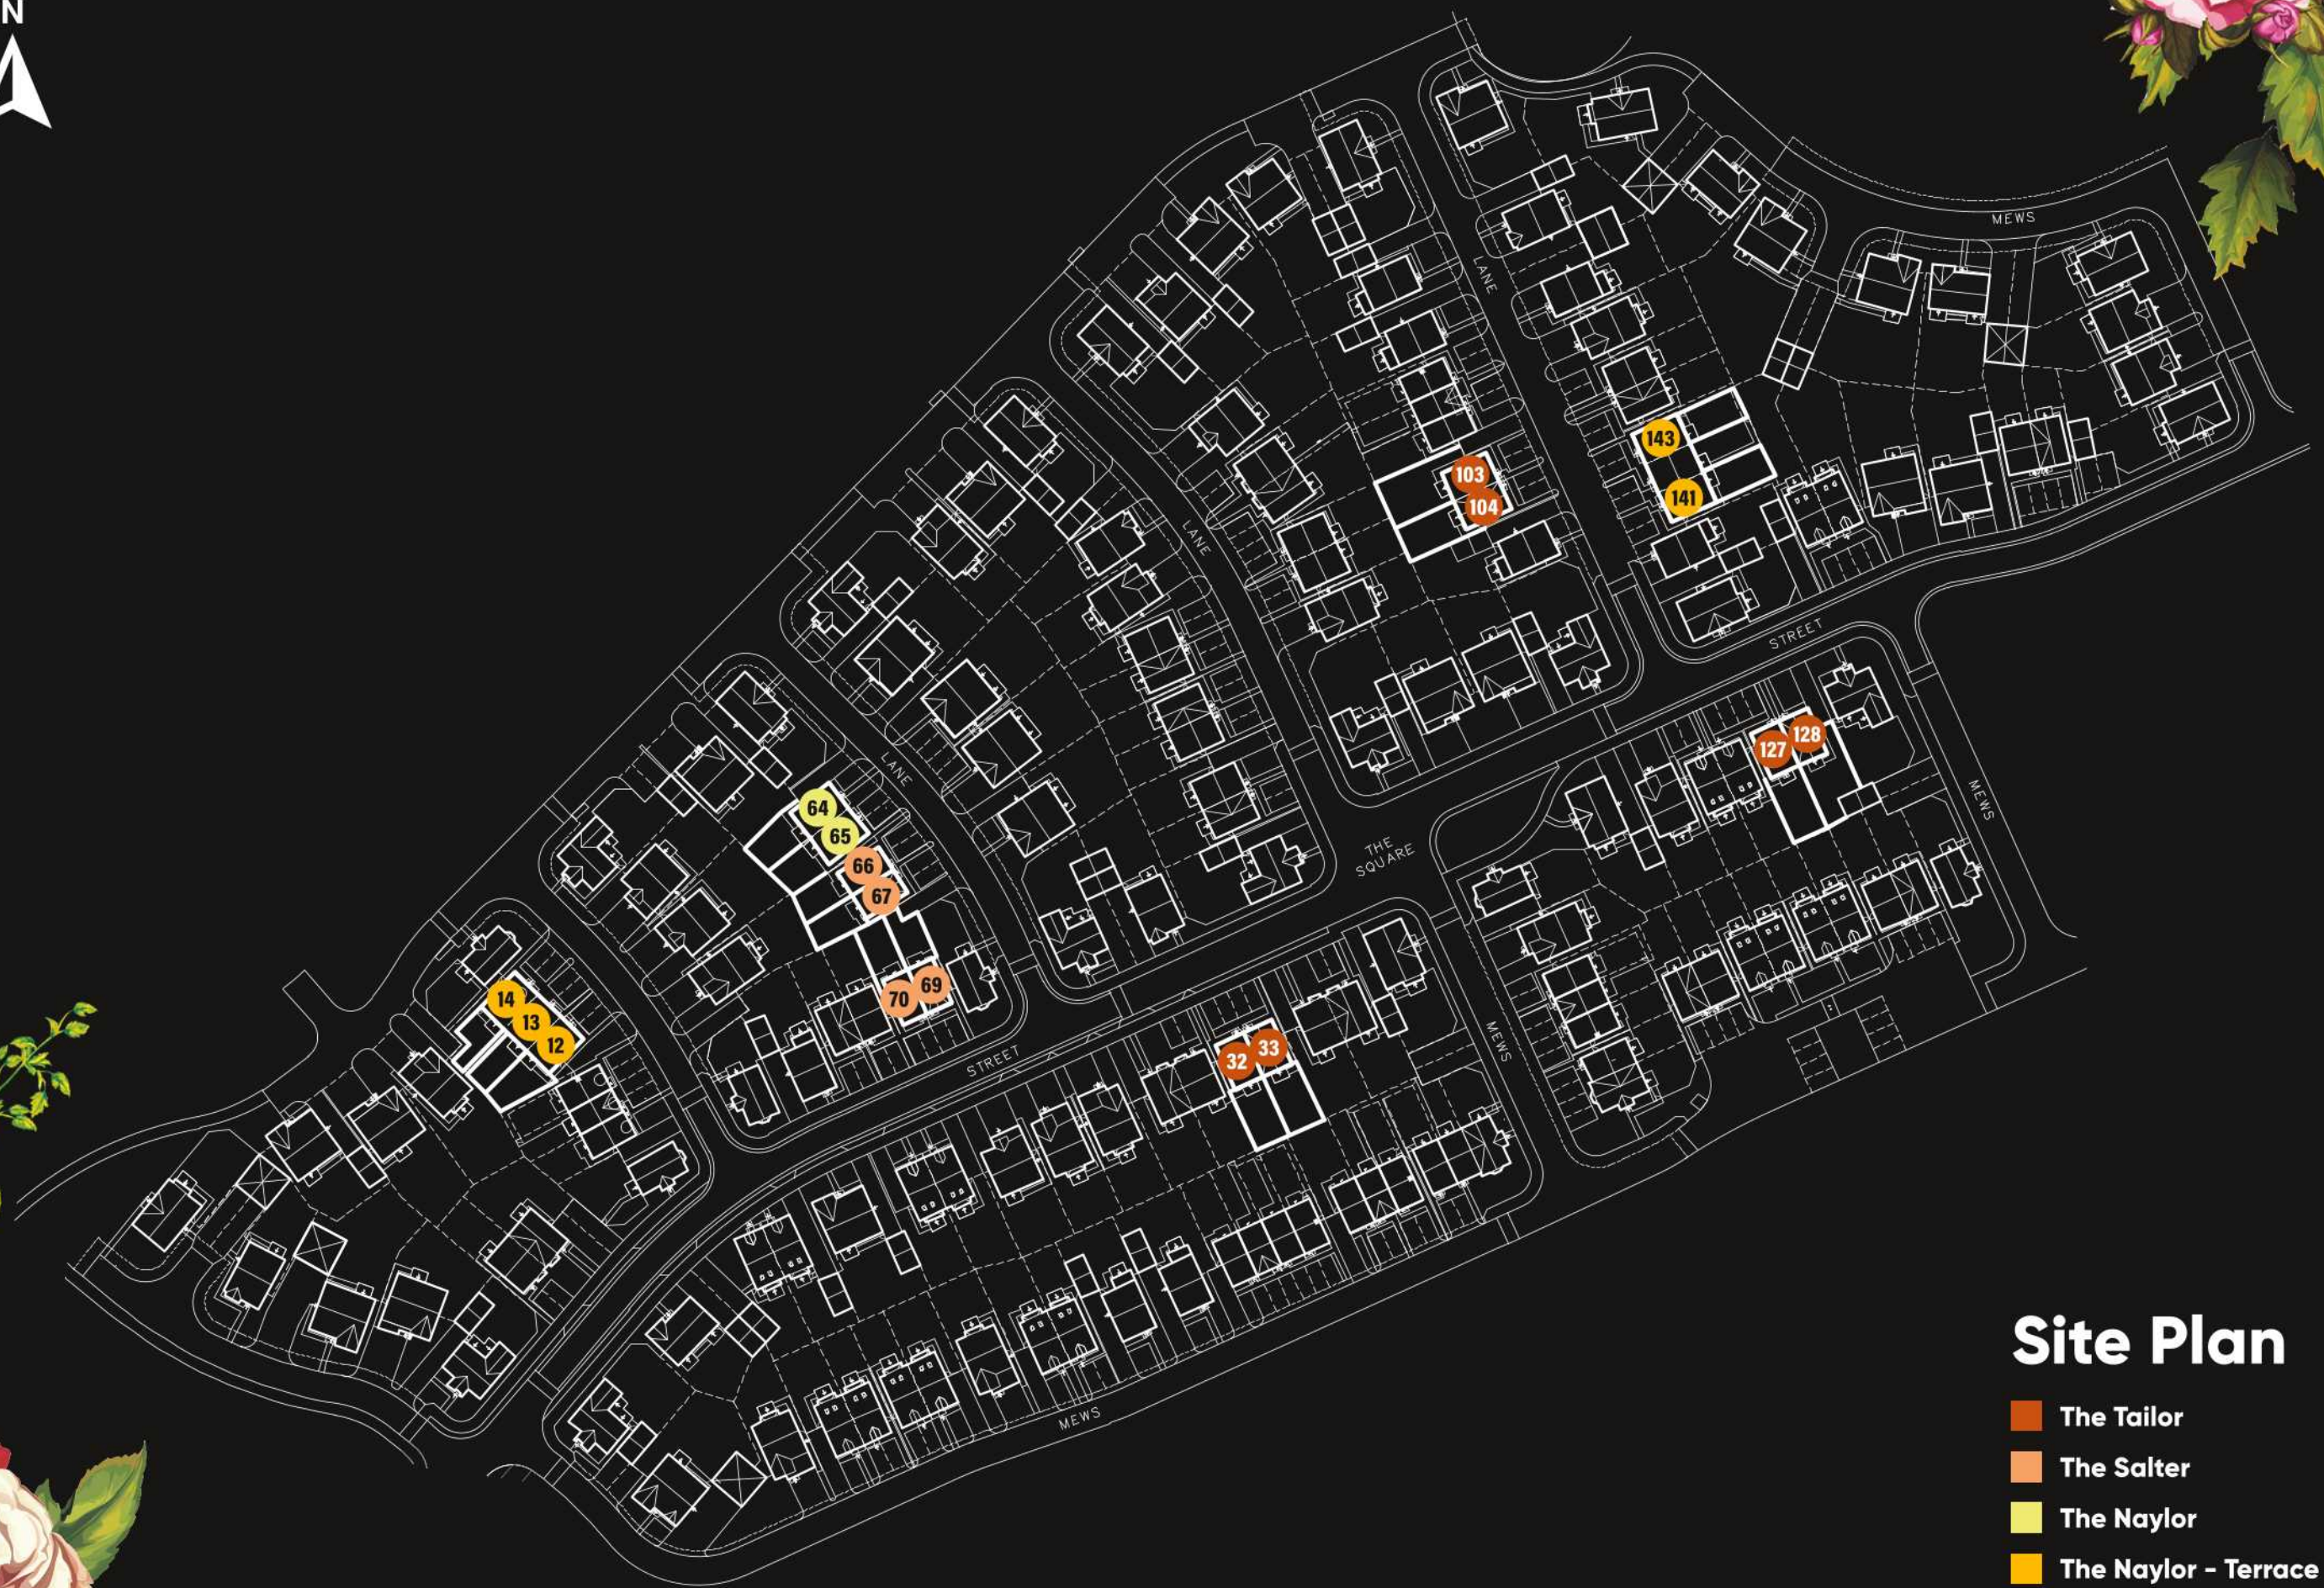 N
MEWS
LANE
143
103
141
104
LANE
STREET
128
127
LANE
MEWS
64
65
THE
SQUARE
66
67
69
70
14
13
12
STREET
MEWS
33
32
MEWS
Site Plan
The Tailor
The Salter
The Naylor
The Naylor - Terrace